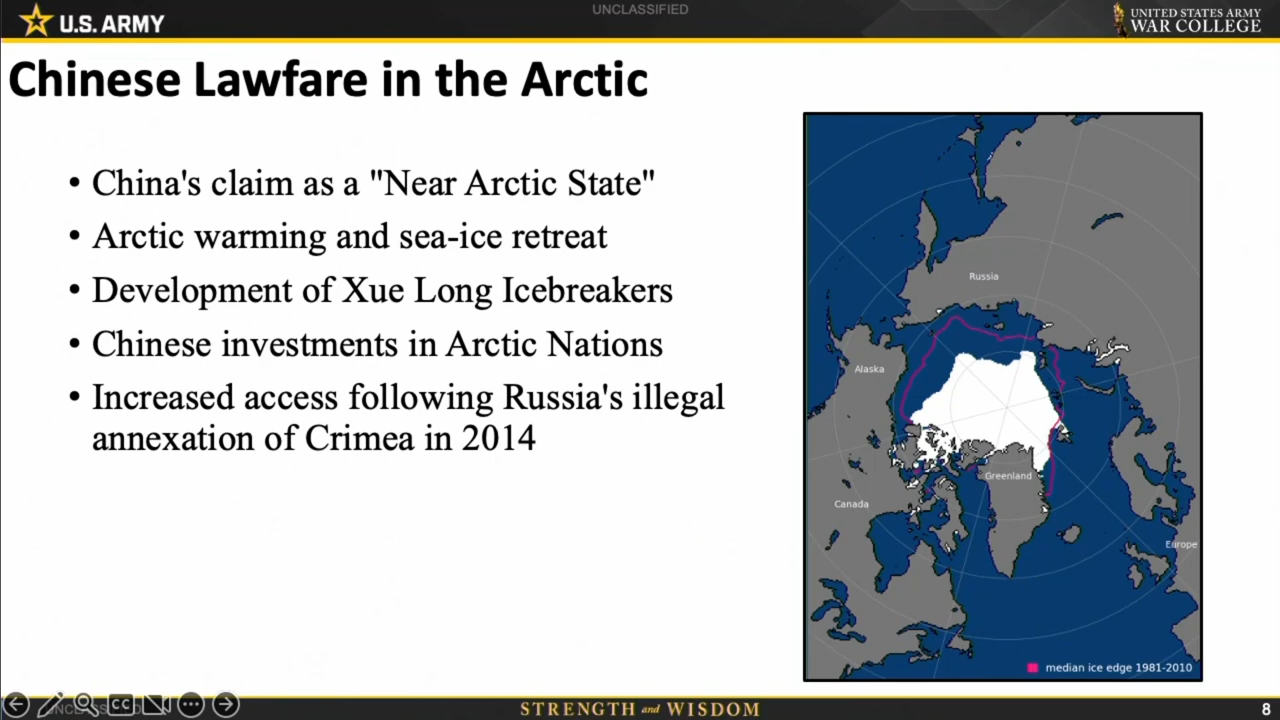 UNCLASSIFIED
U.S. ARMY
UNITED STATES ARMY
WAR COLLEGE
Chinese Lawfare in the Arctic
• China's claim as a "Near Arctic State"
• Arctic warming and sea-ice retreat
• Development of Xue Long Icebreakers
• Chinese investments in Arctic Nations
• Increased access following Russia's illegal
annexation of Crimea in 2014
Russia
Alaska
Greenland
Canada
Europe
median ice edge 1981-2010
CC
STRENGTH and WISDOM
8